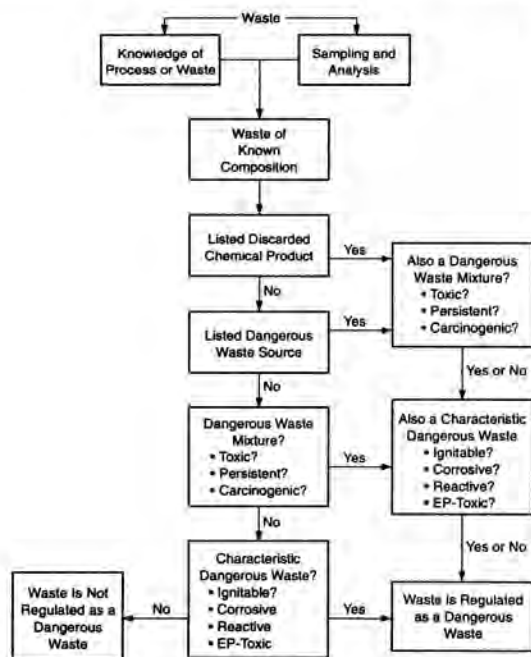 Waste
Knowledge of
Process or Waste
Sampling and
Analysis
Waste of
Known
Composition
Listed Discarded
Chemical Product
Yes
Also a Dangerous
Waste Mixture?
• Toxic?
• Persistent?
• Carcinogenic?
No
Listed Dangerous
Waste Source
Yes
Yes or No
No
Dangerous Waste
Mixture?
• Toxic?
• Persistent?
• Carcinogenic?
Yes
Also a Characteristic
Dangerous Waste
• Ignitable?
• Corrosive?
• Reactive?
• EP-Toxic?
No
Yes or No
Characteristic
Dangerous Waste?
• Ignitable?
• Corrosive
• Reactive
• EP-Toxic
No
Waste Is Not
Regulated as a
Dangerous
Waste
Yes
Waste is Regulated
as a Dangerous
Waste